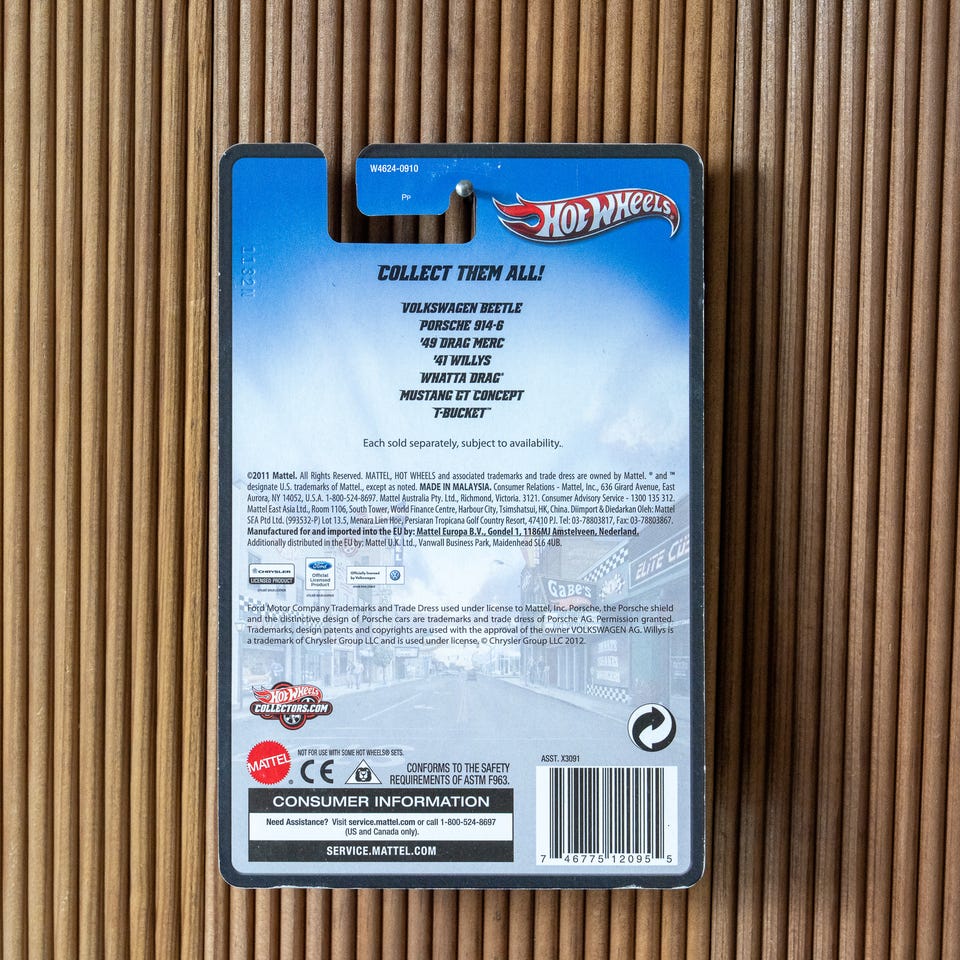 W4624-0910
PP
HOT WHEELS
1182N
COLLECT THEM ALL!
VOLKSWAGEN BEETLE
PORSCHE 914-6
'49 DRAG MERC
'41 WILLYS
WHATTA DRAG™
MUSTANG GT CONCEPT
T-BUCKET™
Each sold separately, subject to availability..
©2011 Mattel. All Rights Reserved. MATTEL, HOT WHEELS and associated trademarks and trade dress are owned by Mattel. ® and ™
designate U.S. trademarks of Mattel., except as noted. MADE IN MALAYSIA. Consumer Relations - Mattel, Inc., 636 Girard Avenue, East
Aurora, NY 14052, U.S.A. 1-800-524-8697. Mattel Australia Pty. Ltd., Richmond, Victoria. 3121. Consumer Advisory Service - 1300 135 312.
Mattel East Asia Ltd., Room 1106, South Tower, World Finance Centre, Harbour City, Tsimshatsui, HK, China. Diimport & Diedarkan Oleh: Mattel
SEA Ptd Ltd. (993532-P) Lot 13.5, Menara Lien Hoe, Persiaran Tropicana Golf Country Resort, 47410 PJ. Tel: 03-78803817, Fax: 03-78803867.
Manufactured for and imported into the EU by: Mattel Europa B.V., Gondel 1, 1186MJ Amstelveen, Nederland.
Additionally distributed in the EU by: Mattel U.K. Ltd., Vanwall Business Park, Maidenhead SL6 4UB.
CHRYSLER
LICENSED PRODUCT
Ford
Official
Licensed
Product
Officially licensed
by Volkswagen
GABE'S
ELITE CU
Ford Motor Company Trademarks and Trade Dress used under license to Mattel, Inc. Porsche, the Porsche shield
and the distinctive design of Porsche cars are trademarks and trade dress of Porsche AG. Permission granted.
Trademarks, design patents and copyrights are used with the approval of the owner VOLKSWAGEN AG. Willys is
a trademark of Chrysler Group LLC and is used under license. © Chrysler Group LLC 2012.
HOT WHEELS
COLLECTORS.COM
MATTEL
NOT FOR USE WITH SOME HOT WHEELS® SETS.
CE
CONFORMS TO THE SAFETY
REQUIREMENTS OF ASTM F963.
CONSUMER INFORMATION
Need Assistance? Visit service.mattel.com or call 1-800-524-8697
(US and Canada only).
SERVICE.MATTEL.COM
ASST. X3091
7 46775 12095 5